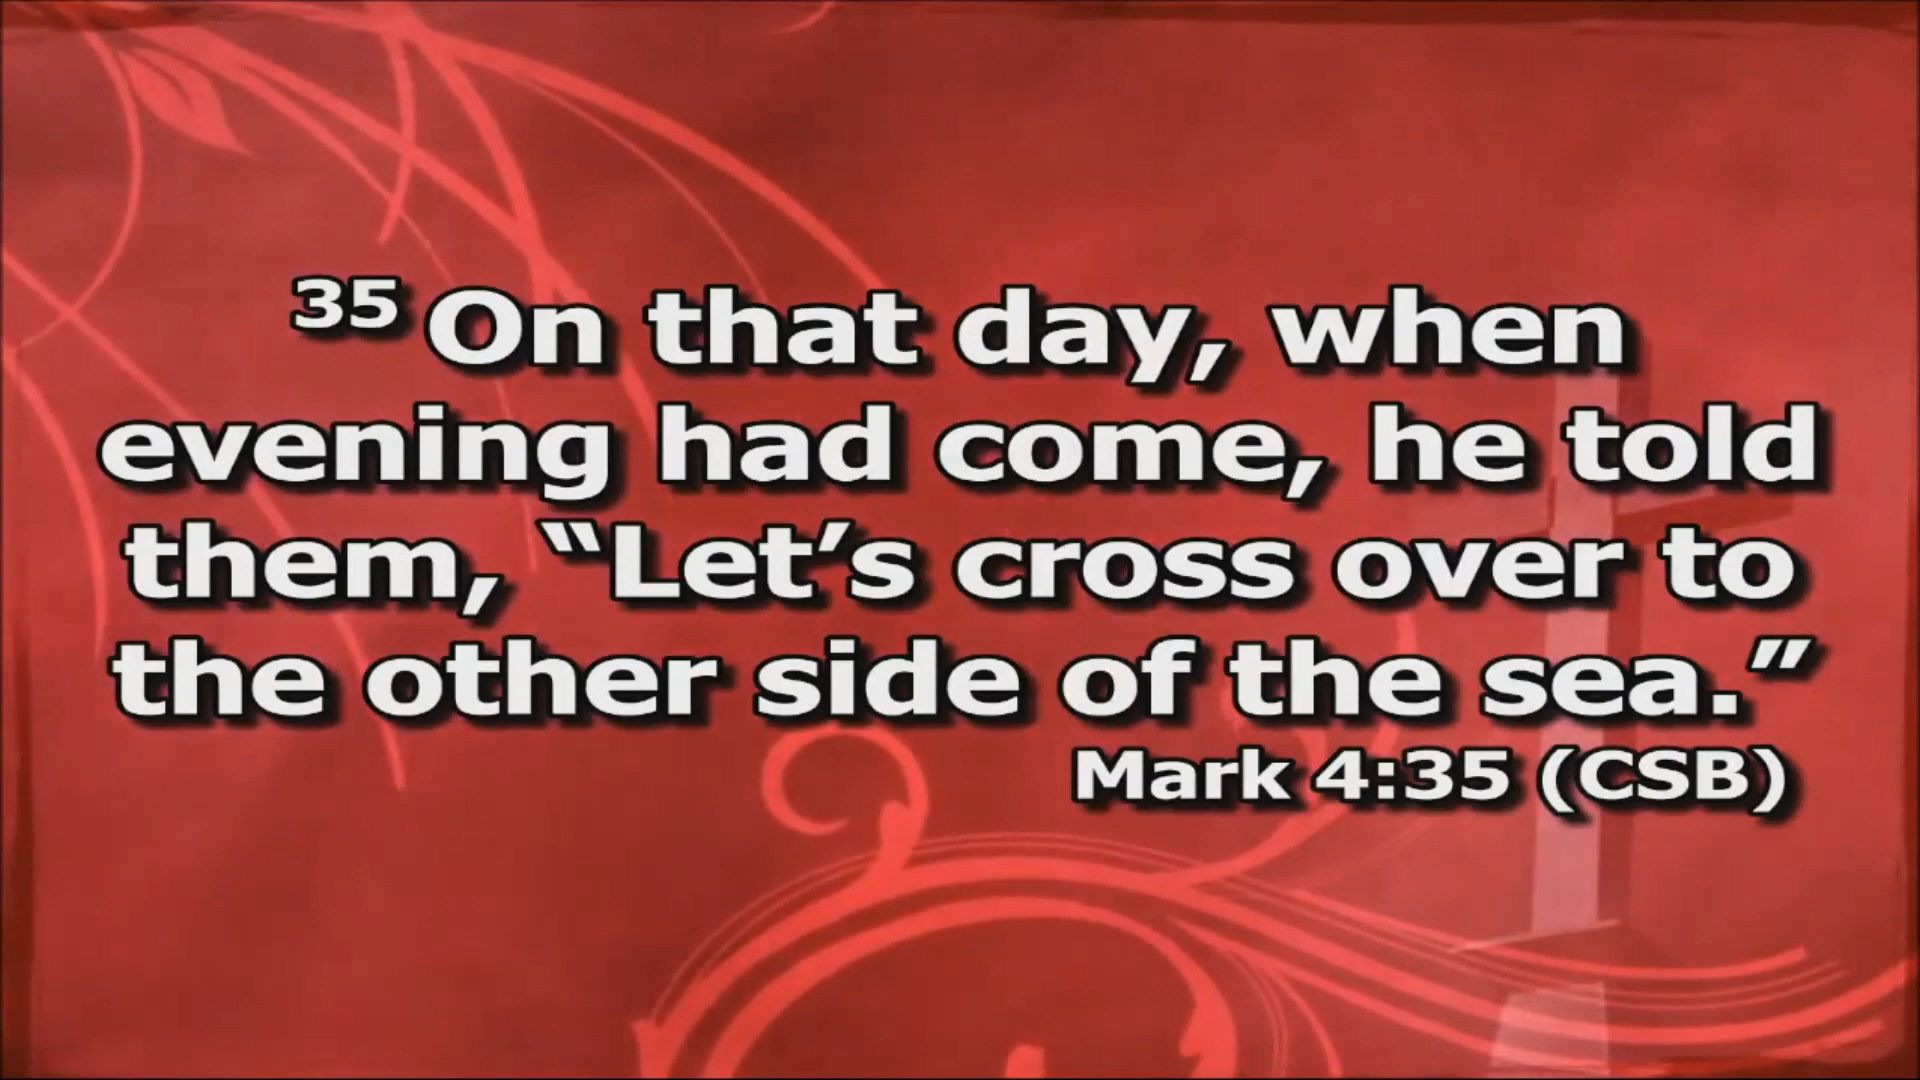 35 On that day, when
evening had come, he told
them, “Let’s cross over to
the other side of the sea.”
Mark 4:35 (CSB)